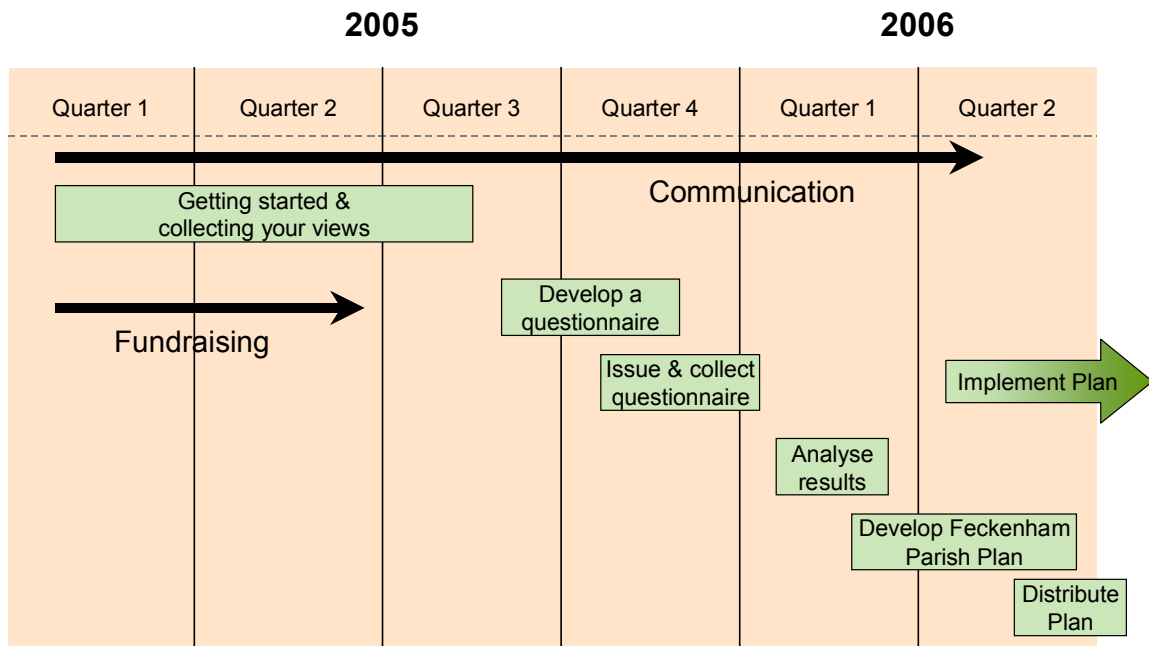 2005
2006
Quarter 1
Quarter 2
Quarter 3
Quarter 4
Quarter 1
Quarter 2
Communication
Getting started &
collecting your views
Fundraising
Develop a
questionnaire
Issue & collect
questionnaire
Implement Plan
Analyse
results
Develop Feckenham
Parish Plan
Distribute
Plan